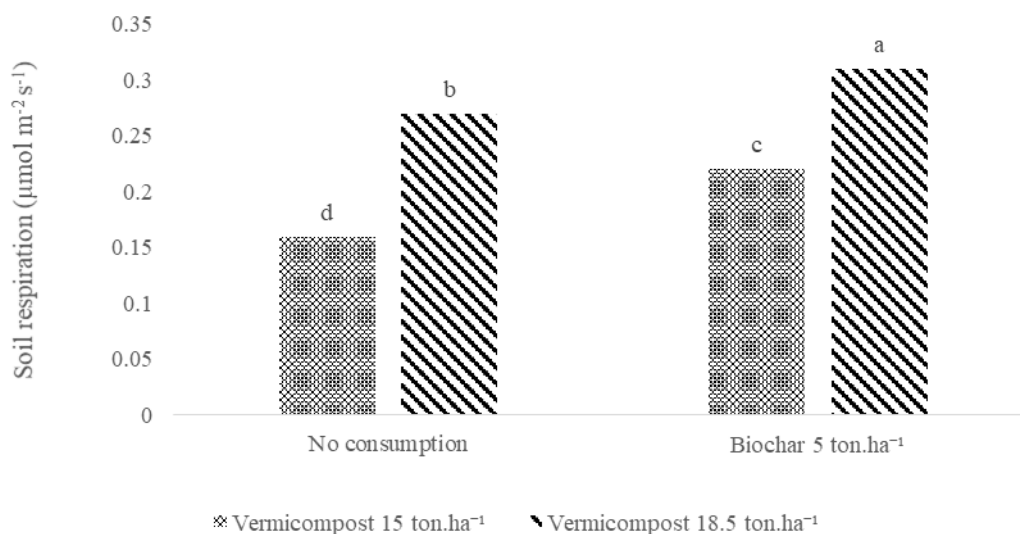 Soil respiration (µmol m⁻² s⁻¹)
0.35
0.3
0.25
0.2
0.15
0.1
0.05
0
d
b
c
a
No consumption
Biochar 5 ton.ha⁻¹
Vermicompost 15 ton.ha⁻¹
Vermicompost 18.5 ton.ha⁻¹